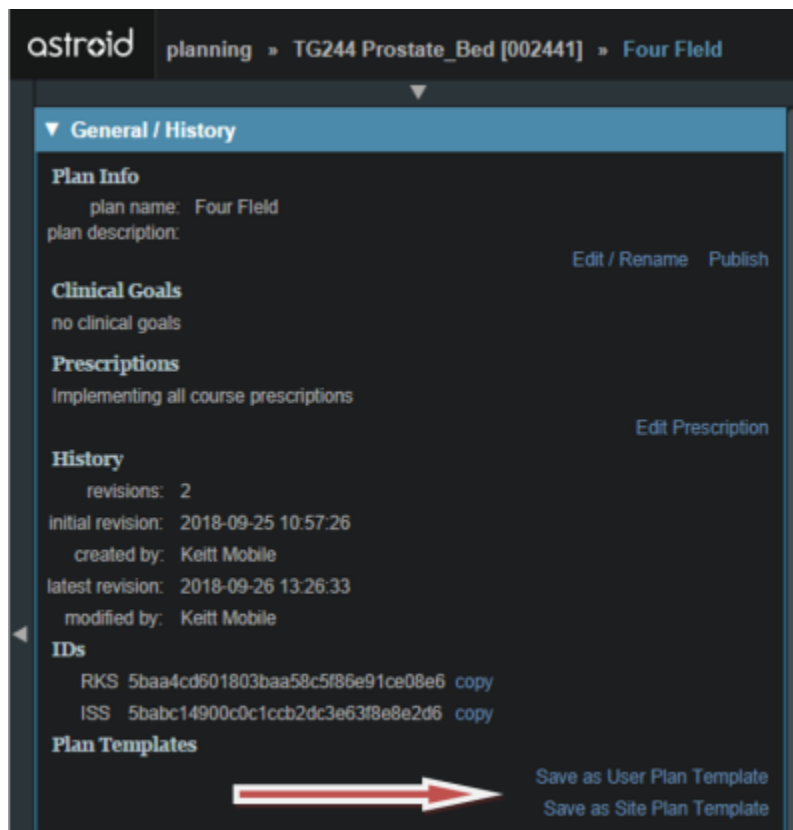 astroid planning » TG244 Prostate_Bed [002441] » Four FIeld
▼ General / History
Plan Info
plan name: Four FIeld
plan description:
Edit / Rename Publish
Clinical Goals
no clinical goals
Prescriptions
Implementing all course prescriptions
Edit Prescription
History
revisions: 2
initial revision: 2018-09-25 10:57:26
created by: Keitt Mobile
latest revision: 2018-09-26 13:26:33
modified by: Keitt Mobile
IDs
RKS 5baa4cd601803baa58c5f86e91ce08e6 copy
ISS 5babc14900c0c1ccb2dc3e63f8e8e2d6 copy
Plan Templates
Save as User Plan Template
Save as Site Plan Template